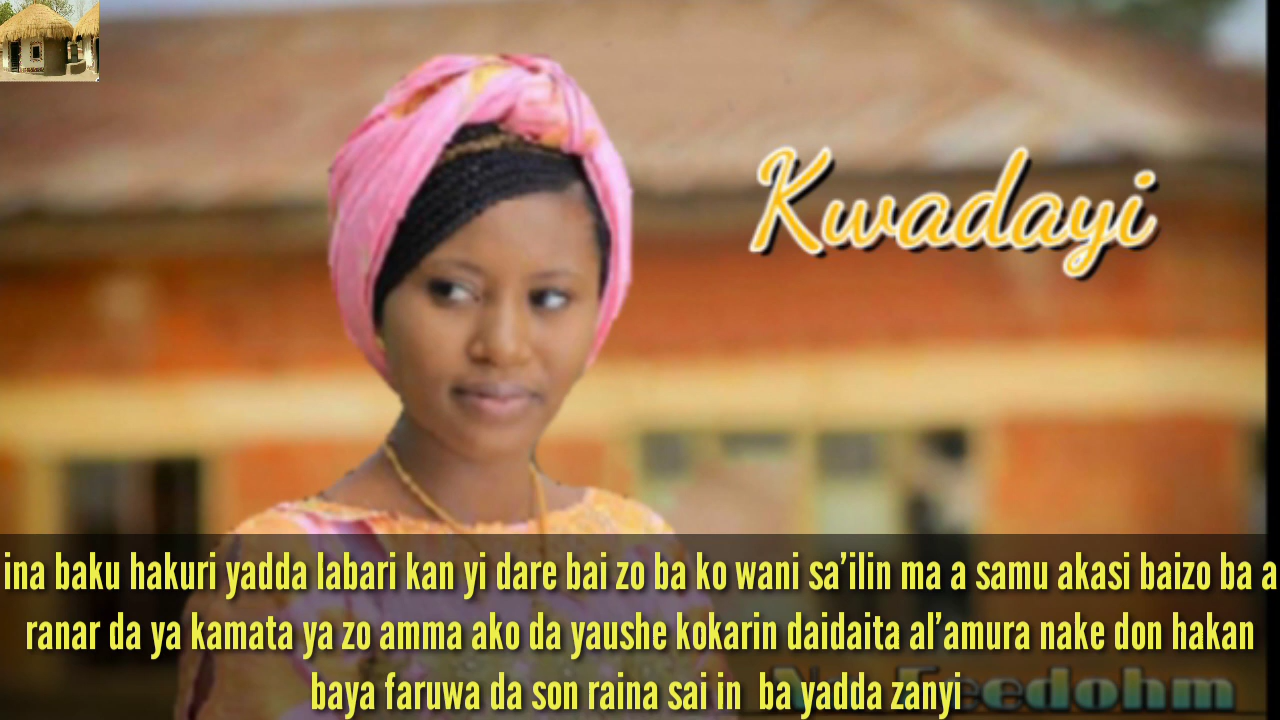 Kwadayi
ina baku hakuri yadda labari kan yi dare bai zo ba ko wani sa'ilin ma a samu akasi baizo ba a
ranar da ya kamata ya zo amma ako da yaushe kokarin daidaita al'amura nake don hakan
baya faruwa da son raina sai in ba yadda zanyi